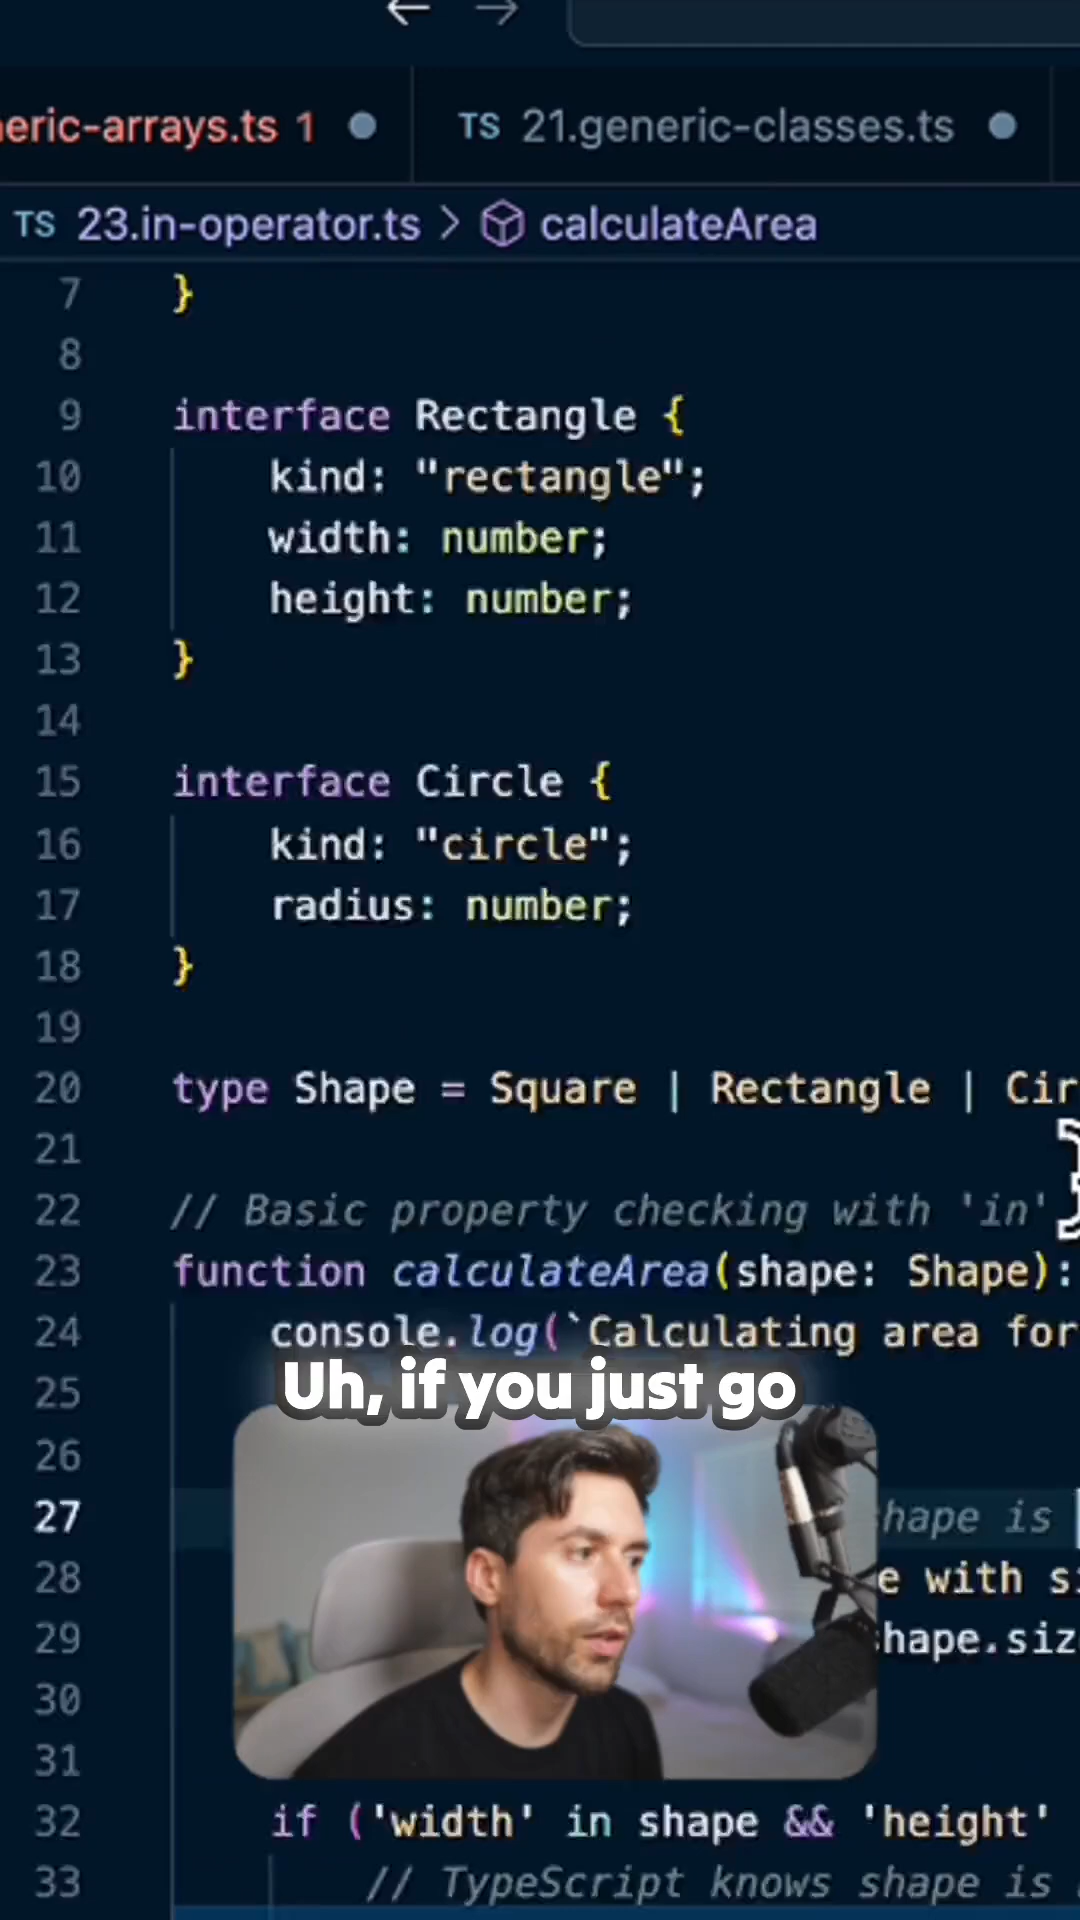 eric-arrays.ts 1
TS 21.generic-classes.ts
TS 23.in-operator.ts > calculateArea
7 }
8
9 interface Rectangle {
10 kind: "rectangle";
11 width: number;
12 height: number;
13 }
14
15 interface Circle {
16 kind: "circle";
17 radius: number;
18 }
19
20 type Shape = Square | Rectangle | Cir
21
22 // Basic property checking with 'in'
23 function calculateArea(shape: Shape):
24 console.log(`Calculating area for
Uh, if you just go
25
26
27 hape is
28 e with si
29 hape.siz
30
31
32 if ('width' in shape && 'height'
33 // TypeScript knows shape is